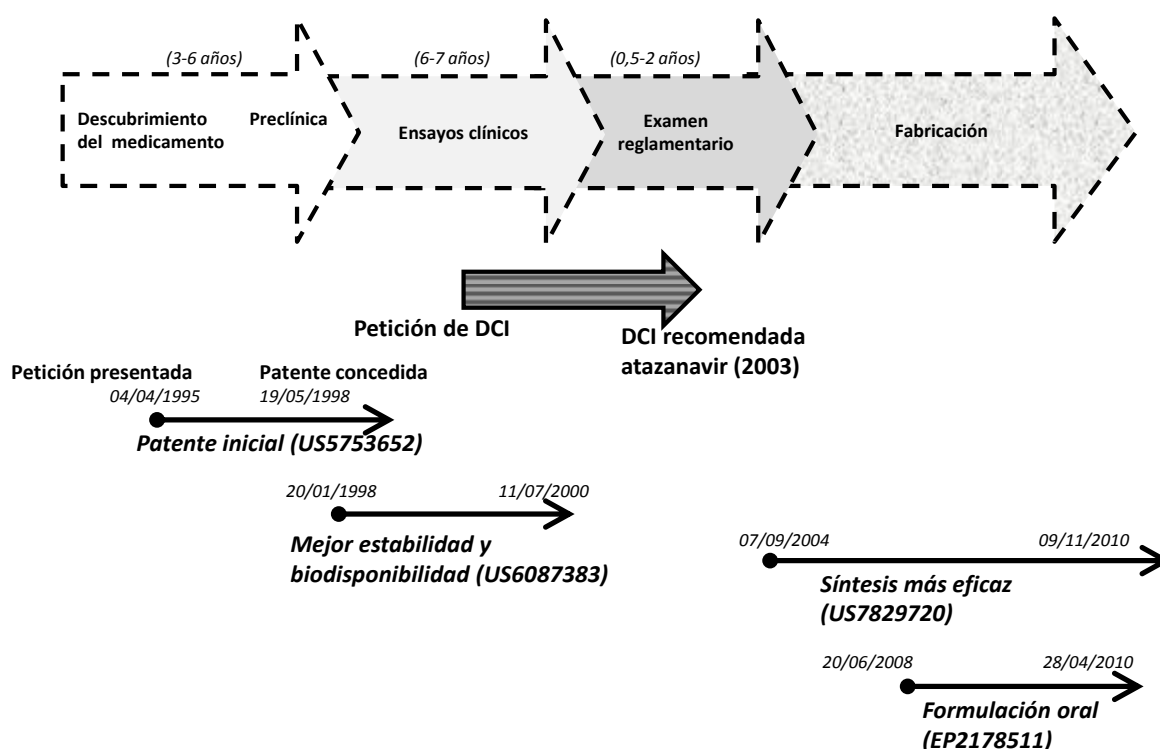 (3-6 años)
(6-7 años)
(0,5-2 años)
Descubrimiento
del medicamento
Preclínica
Ensayos clínicos
Examen
reglamentario
Fabricación
Petición de DCI
DCI recomendada
atazanavir (2003)
Petición presentada
04/04/1995
Patente concedida
19/05/1998
Patente inicial (US5753652)
20/01/1998
11/07/2000
Mejor estabilidad y
biodisponibilidad (US6087383)
07/09/2004
09/11/2010
Síntesis más eficaz
(US7829720)
20/06/2008
28/04/2010
Formulación oral
(EP2178511)